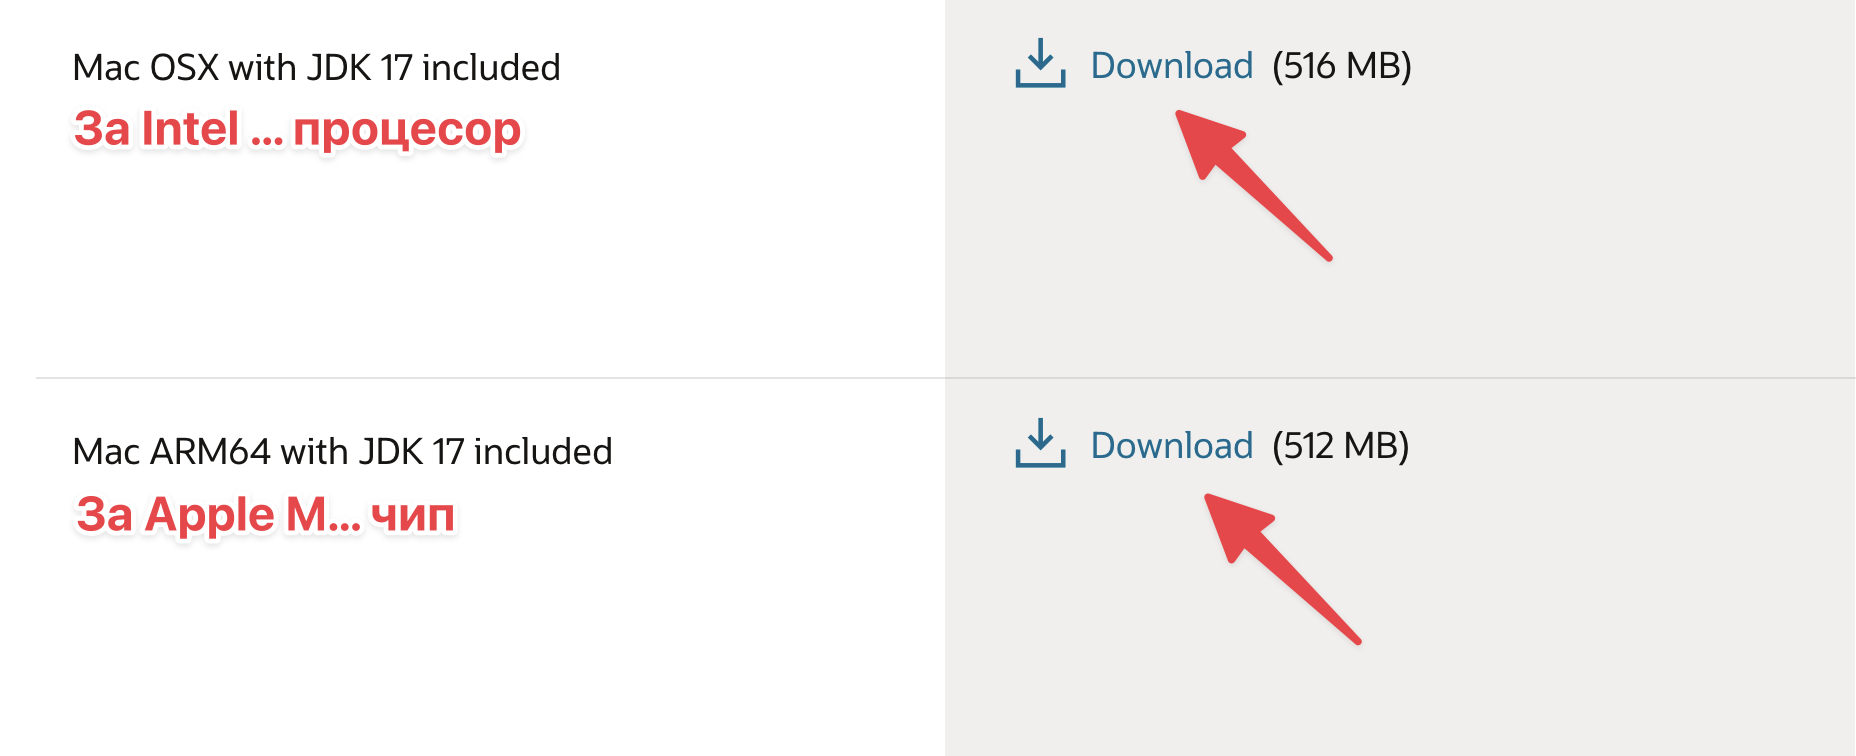 Mac OSX with JDK 17 included
Download (516 MB)
За Intel ... процесор
Mac ARM64 with JDK 17 included
Download (512 MB)
За Apple M... чип